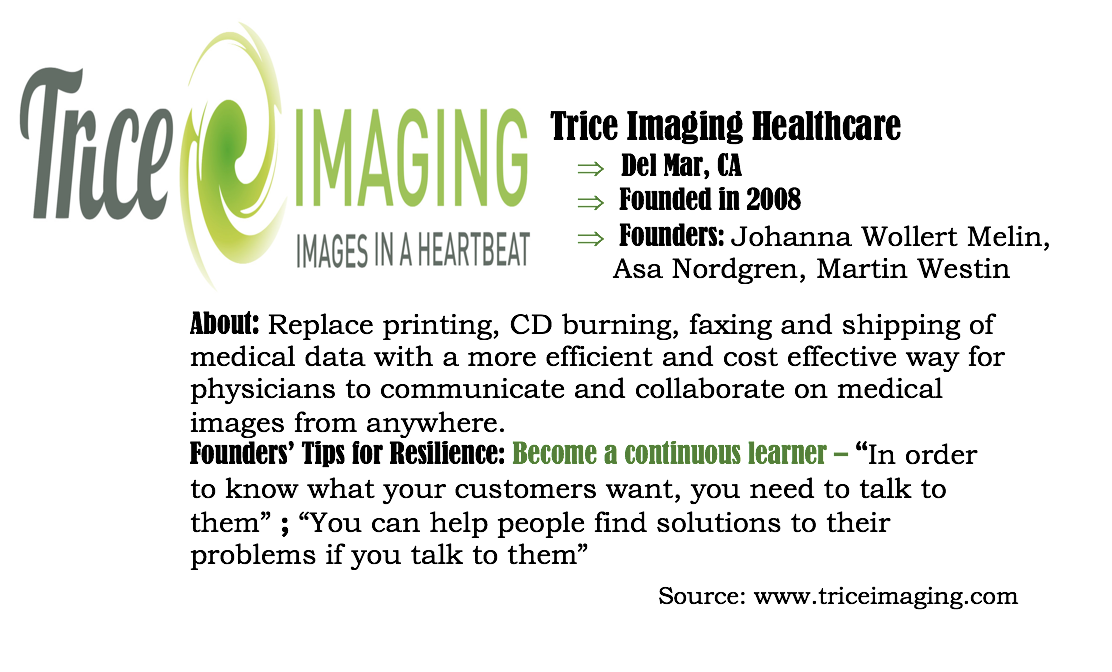 Trice IMAGING
IMAGES IN A HEARTBEAT
Trice Imaging Healthcare
⇒ Del Mar, CA
⇒ Founded in 2008
⇒ Founders: Johanna Wollert Melin,
Asa Nordgren, Martin Westin
About: Replace printing, CD burning, faxing and shipping of
medical data with a more efficient and cost effective way for
physicians to communicate and collaborate on medical
images from anywhere.
Founders’ Tips for Resilience: Become a continuous learner – “In order
to know what your customers want, you need to talk to
them” ; “You can help people find solutions to their
problems if you talk to them”
Source: www.triceimaging.com